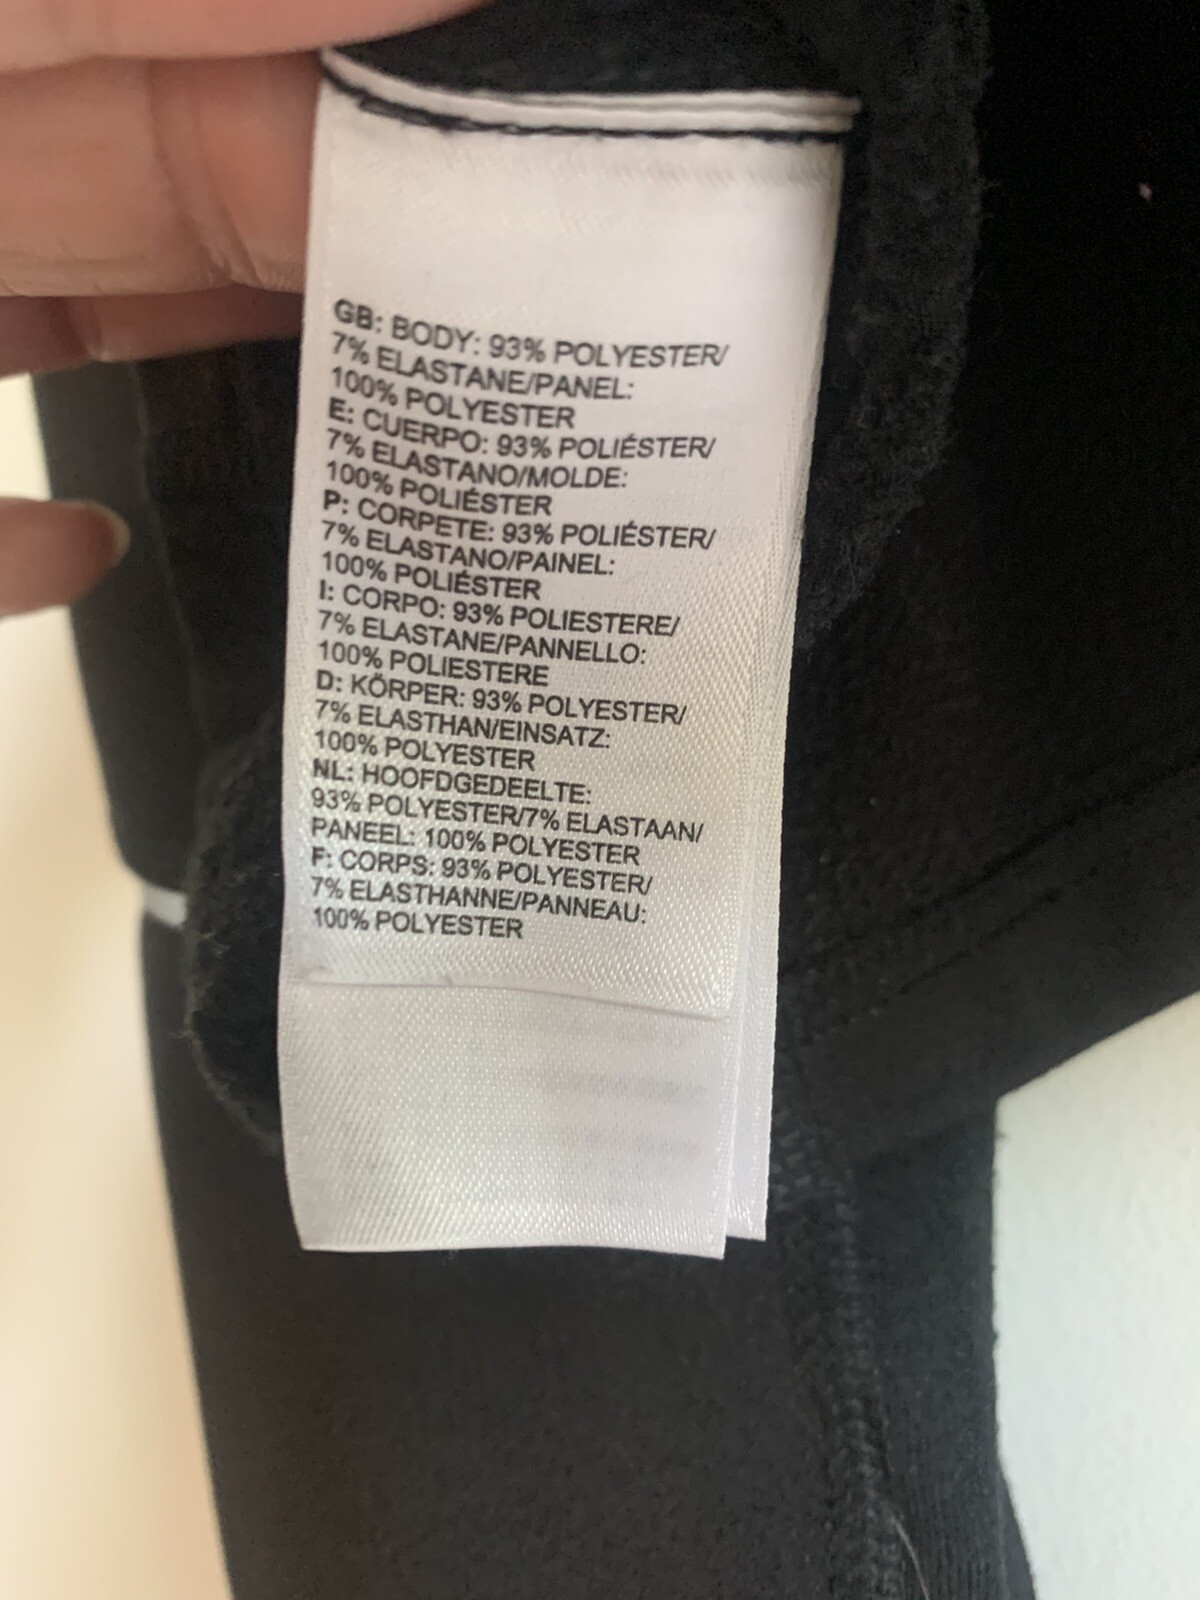 GB: BODY: 93% POLYESTER/
7% ELASTANE/PANEL:
100% POLYESTER
E: CUERPO: 93% POLIÉSTER/
7% ELASTANO/MOLDE:
100% POLIÉSTER
P: CORPETE: 93% POLIÉSTER/
7% ELASTANO/PAINEL:
100% POLIÉSTER
I: CORPO: 93% POLIESTERE/
7% ELASTANE/PANNELLO:
100% POLIESTERE
D: KÖRPER: 93% POLYESTER/
7% ELASTHAN/EINSATZ:
100% POLYESTER
NL: HOOFDGEDEELTE:
93% POLYESTER/7% ELASTAAN/
PANEEL: 100% POLYESTER
F: CORPS: 93% POLYESTER/
7% ELASTHANNE/PANNEAU:
100% POLYESTER